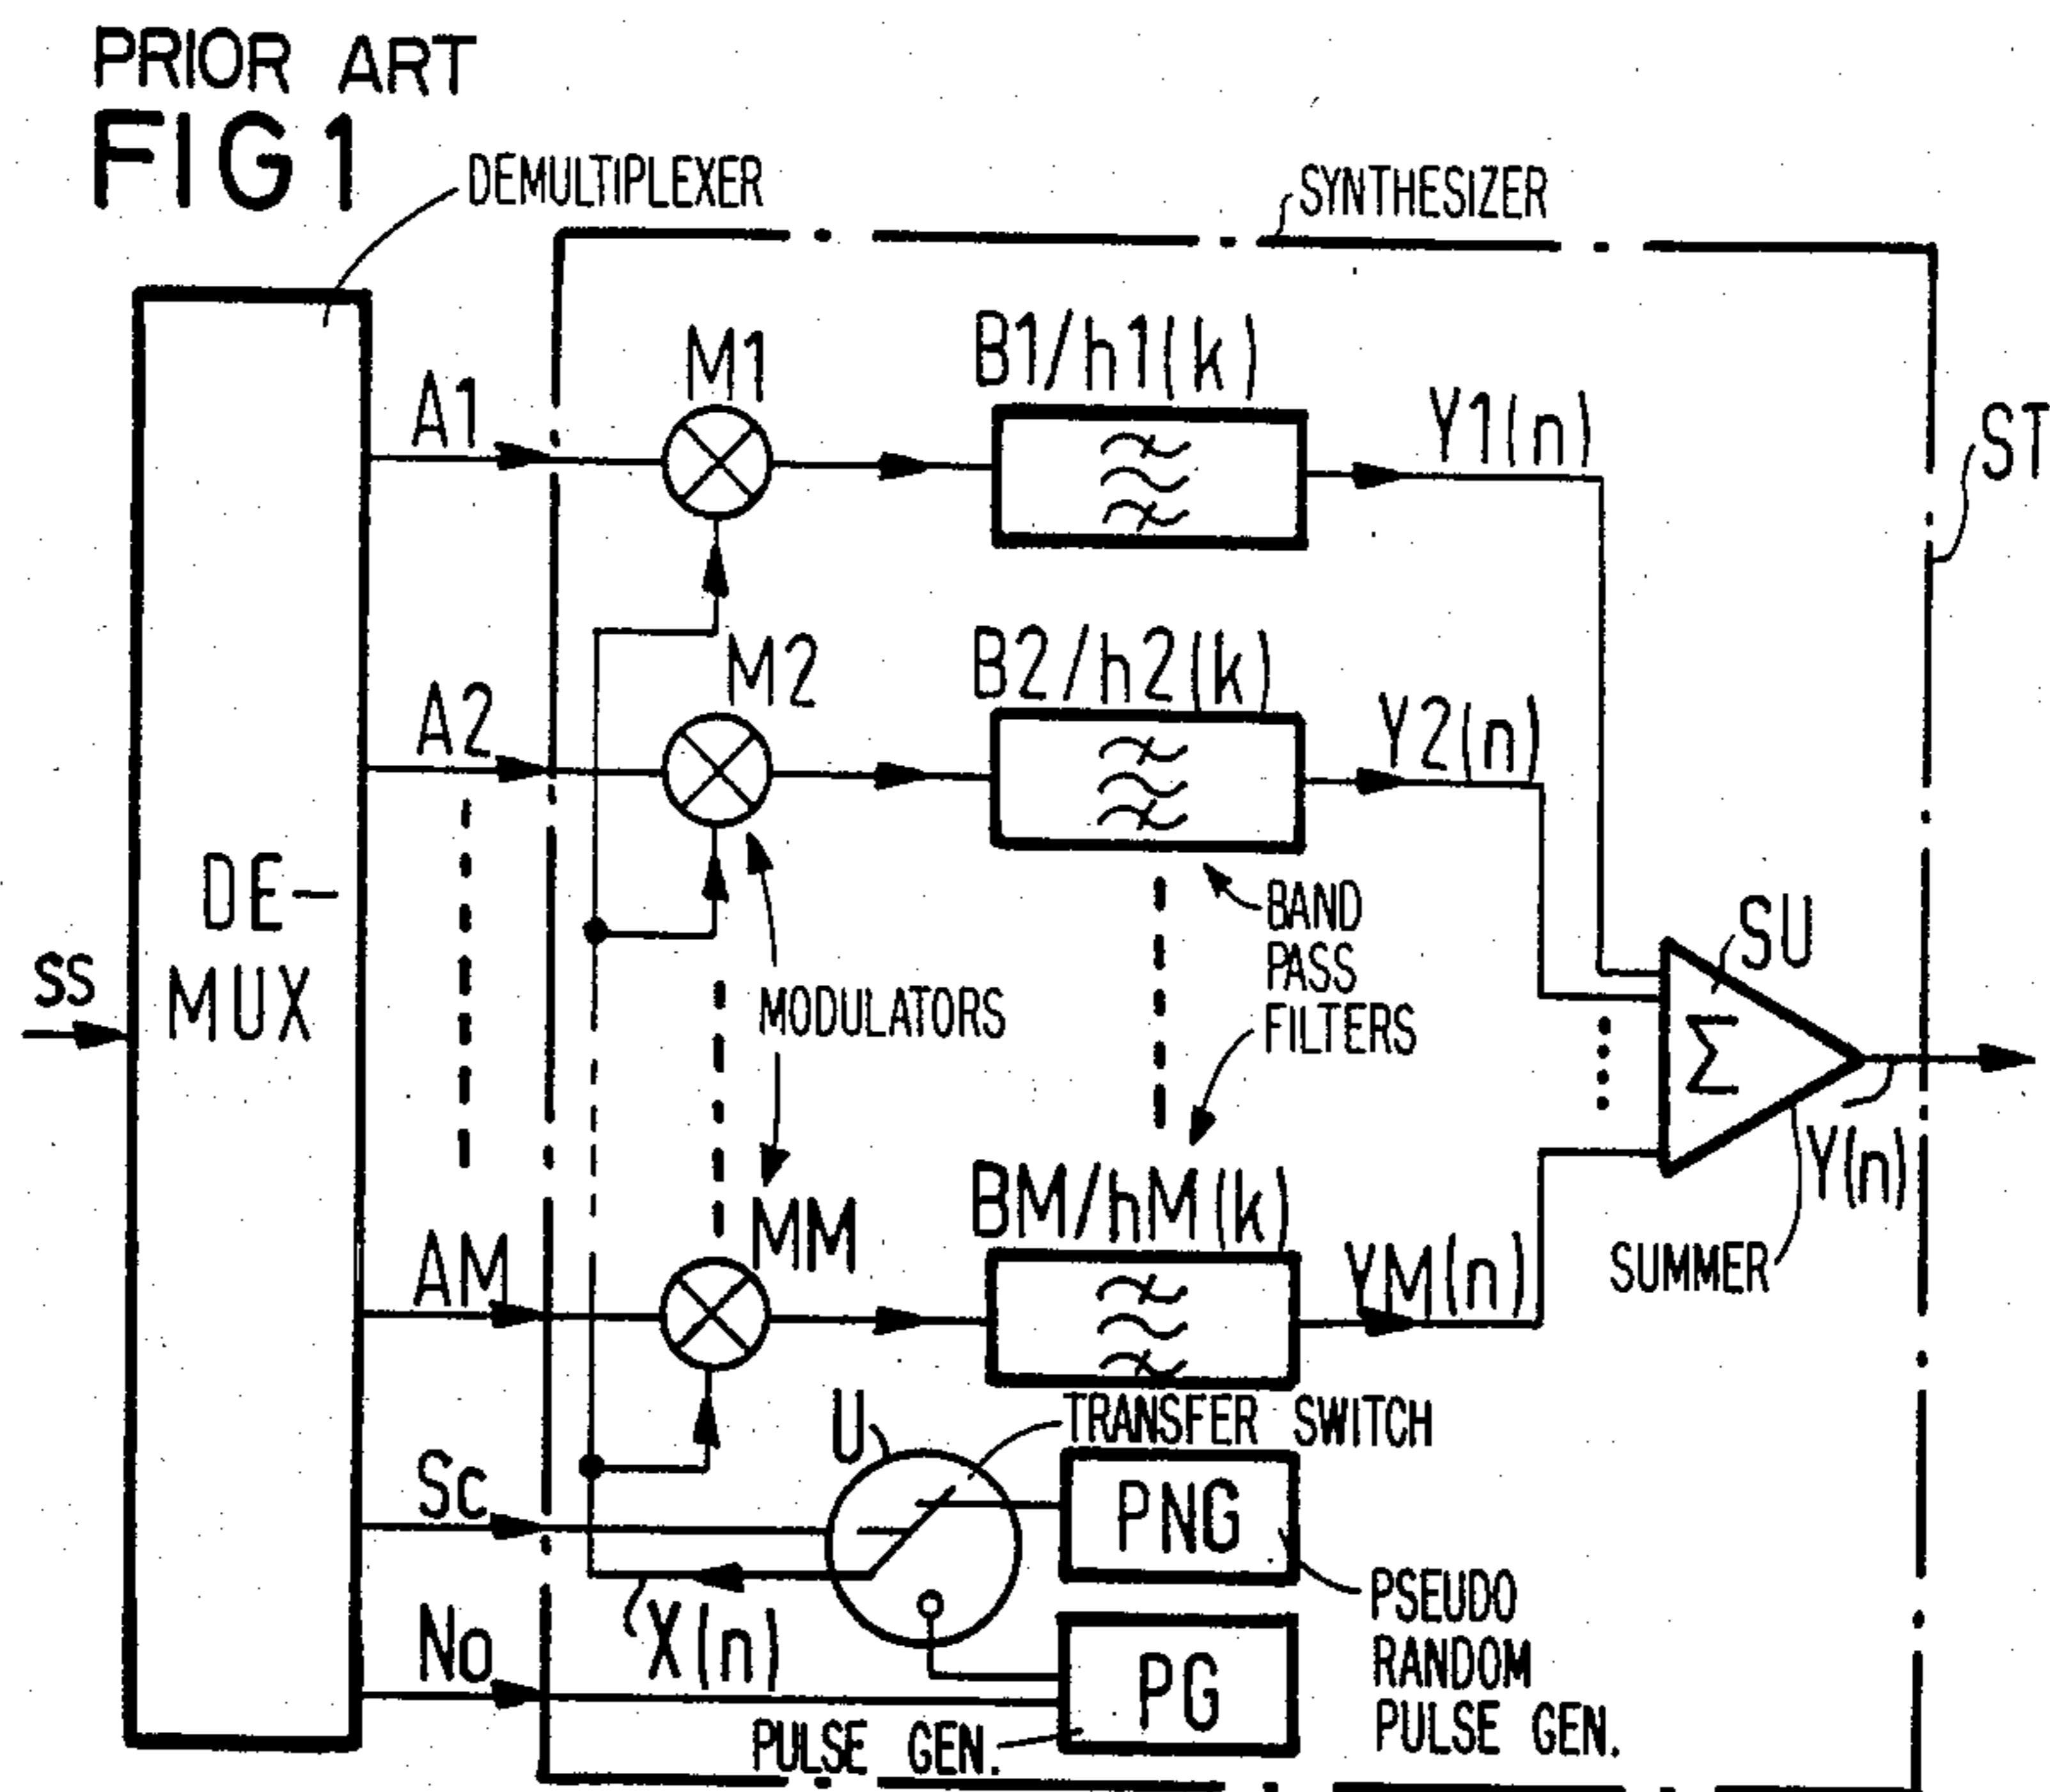 PRIOR ART
FIG 1
DEMULTIPLEXER
SYNTHESIZER
M1
B1/h1(k)
A1
Y1(n)
ST
M2
B2/h2(k)
A2
Y2(n)
DE-
MUX
SS
BAND
PASS
FILTERS
SU
MODULATORS
Σ
Y(n)
MM
BM/hM(k)
AM
YM(n)
SUMMER
U
TRANSFER SWITCH
Sc
PNG
X(n)
PSEUDO
RANDOM
PULSE GEN.
No
PG
PULSE GEN.